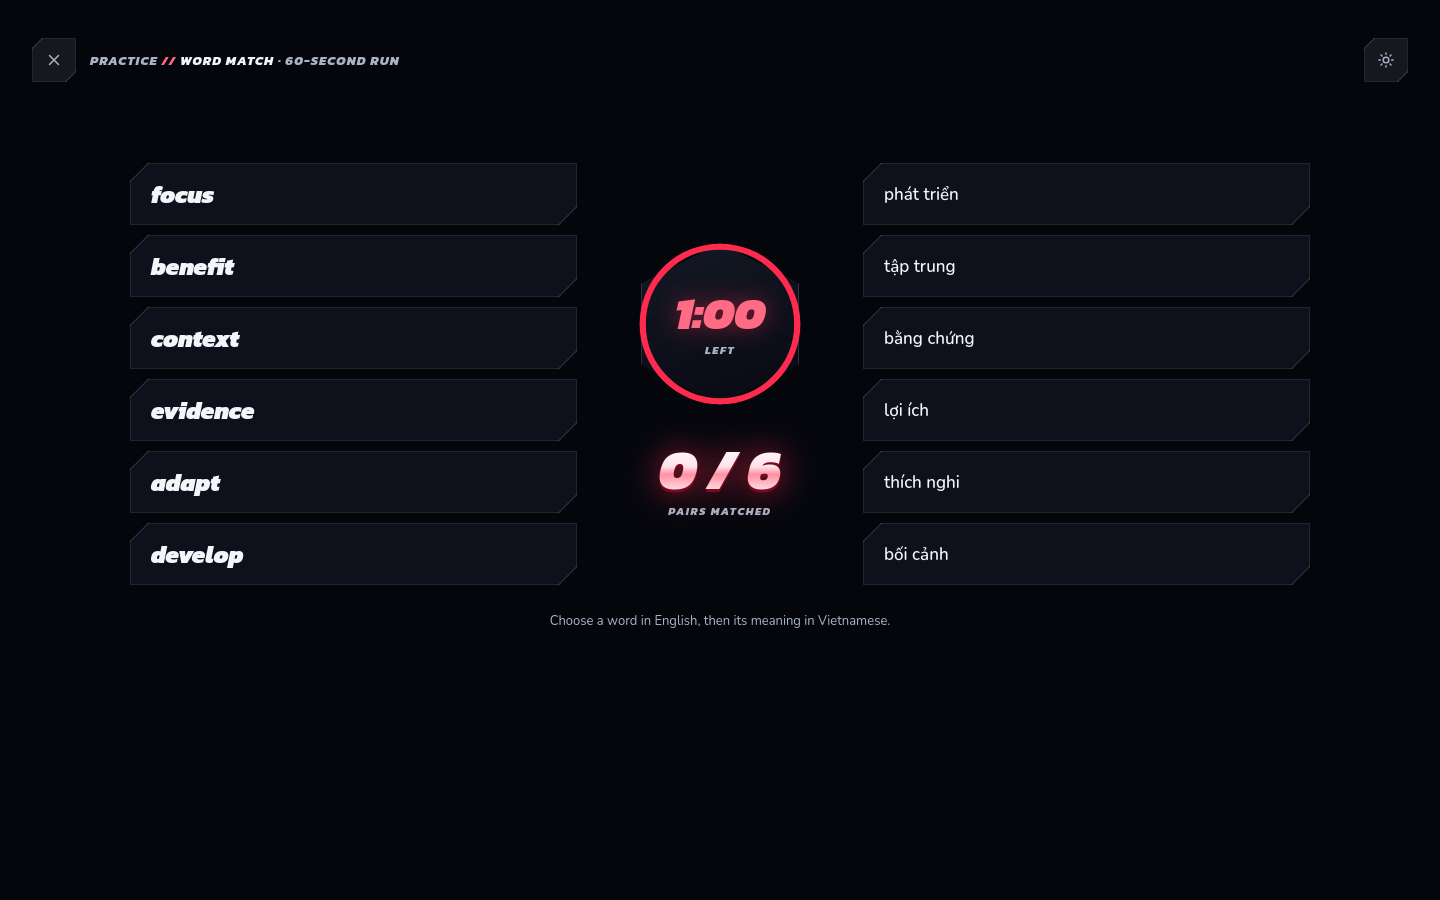 PRACTICE // WORD MATCH · 60-SECOND RUN
focus
benefit
context
evidence
adapt
develop
1:00
LEFT
0 / 6
PAIRS MATCHED
phát triển
tập trung
bằng chứng
lợi ích
thích nghi
bối cảnh
Choose a word in English, then its meaning in Vietnamese.